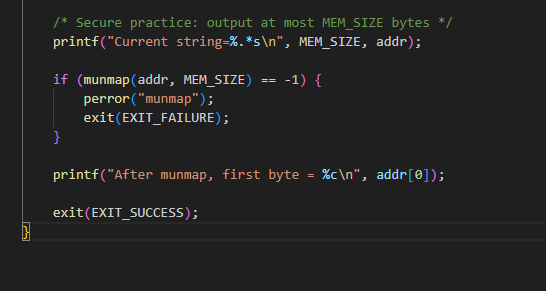 /* Secure practice: output at most MEM_SIZE bytes */
printf("Current string=%.*s\n", MEM_SIZE, addr);
if (munmap(addr, MEM_SIZE) == -1) {
perror("munmap");
exit(EXIT_FAILURE);
}
printf("After munmap, first byte = %c\n", addr[0]);
exit(EXIT_SUCCESS);
}